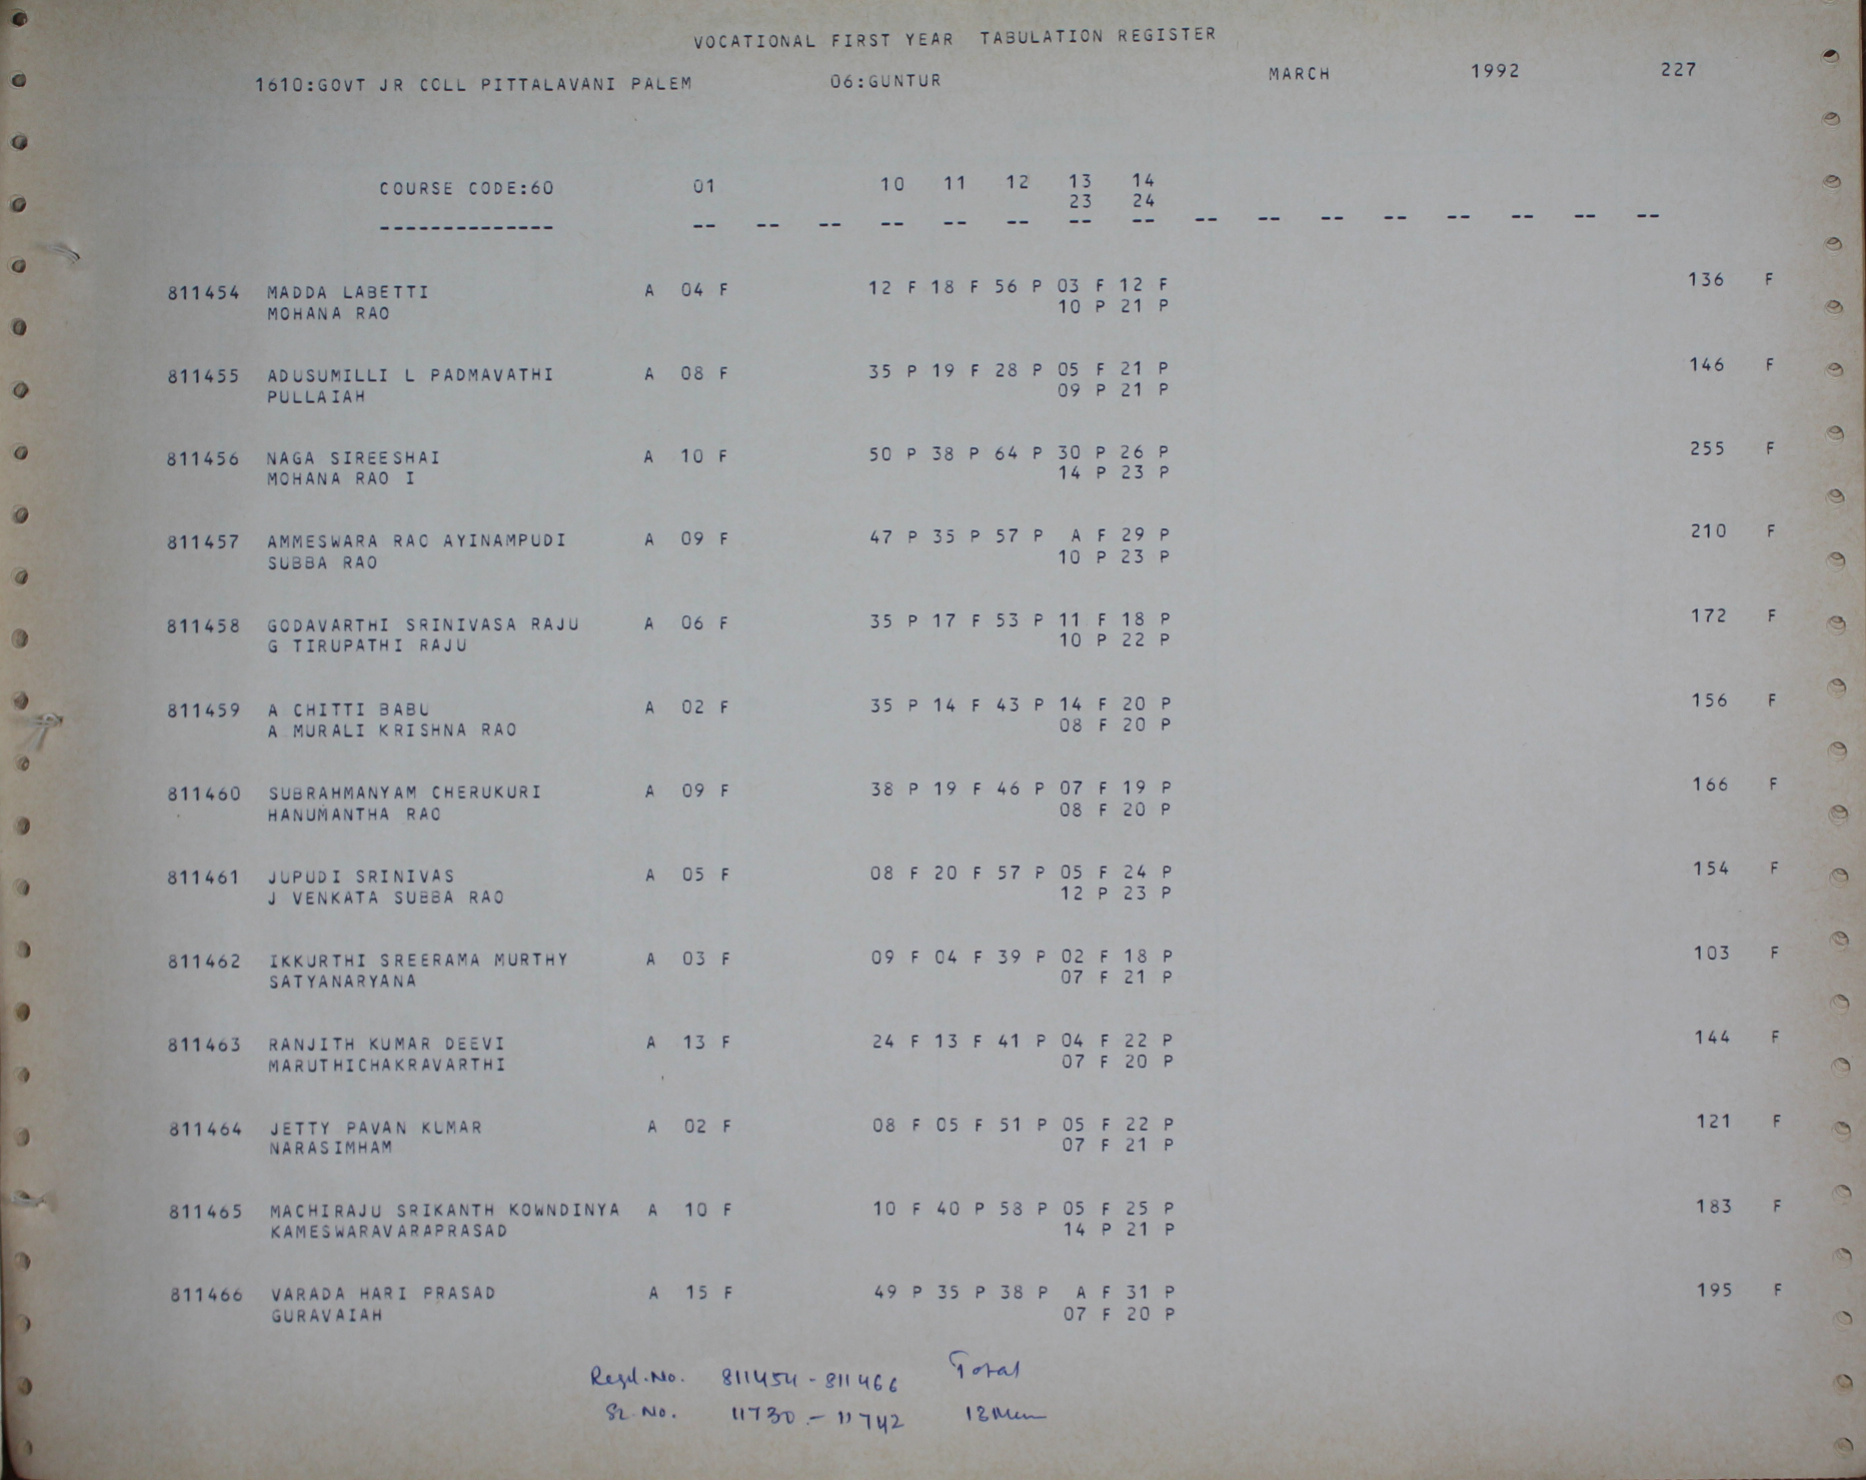 VOCATIONAL FIRST YEAR TABULATION REGISTER
1610:GOVT JR COLL PITTALAVANI PALEM 06:GUNTUR MARCH 1992 227
COURSE CODE:60 01 10 11 12 13 14
23 24
-------------- -- -- -- -- -- -- -- -- -- -- -- -- -- -- -- --
811454 MADDA LABETTI A 04 F 12 F 18 F 56 P 03 F 12 F 136 F
MOHANA RAO 10 P 21 P
811455 ADUSUMILLI L PADMAVATHI A 08 F 35 P 19 F 28 P 05 F 21 P 146 F
PULLAIAH 09 P 21 P
811456 NAGA SIREESHAI A 10 F 50 P 38 P 64 P 30 P 26 P 255 F
MOHANA RAO I 14 P 23 P
811457 AMMESWARA RAO AYINAMPUDI A 09 F 47 P 35 P 57 P A F 29 P 210 F
SUBBA RAO 10 P 23 P
811458 GODAVARTHI SRINIVASA RAJU A 06 F 35 P 17 F 53 P 11 F 18 P 172 F
G TIRUPATHI RAJU 10 P 22 P
811459 A CHITTI BABU A 02 F 35 P 14 F 43 P 14 F 20 P 156 F
A MURALI KRISHNA RAO 08 F 20 P
811460 SUBRAHMANYAM CHERUKURI A 09 F 38 P 19 F 46 P 07 F 19 P 166 F
HANUMANTHA RAO 08 F 20 P
811461 JUPUDI SRINIVAS A 05 F 08 F 20 F 57 P 05 F 24 P 154 F
J VENKATA SUBBA RAO 12 P 23 P
811462 IKKURTHI SREERAMA MURTHY A 03 F 09 F 04 F 39 P 02 F 18 P 103 F
SATYANARYANA 07 F 21 P
811463 RANJITH KUMAR DEEVI A 13 F 24 F 13 F 41 P 04 F 22 P 144 F
MARUTHICHAKRAVARTHI 07 F 20 P
811464 JETTY PAVAN KUMAR A 02 F 08 F 05 F 51 P 05 F 22 P 121 F
NARASIMHAM 07 F 21 P
811465 MACHIRAJU SRIKANTH KOWNDINYA A 10 F 10 F 40 P 58 P 05 F 25 P 183 F
KAMESWARAVARAPRASAD 14 P 21 P
811466 VARADA HARI PRASAD A 15 F 49 P 35 P 38 P A F 31 P 195 F
GURAVAIAH 07 F 20 P
Regd.No. 811454-811466 Total
Sl. No. 11730 - 11742